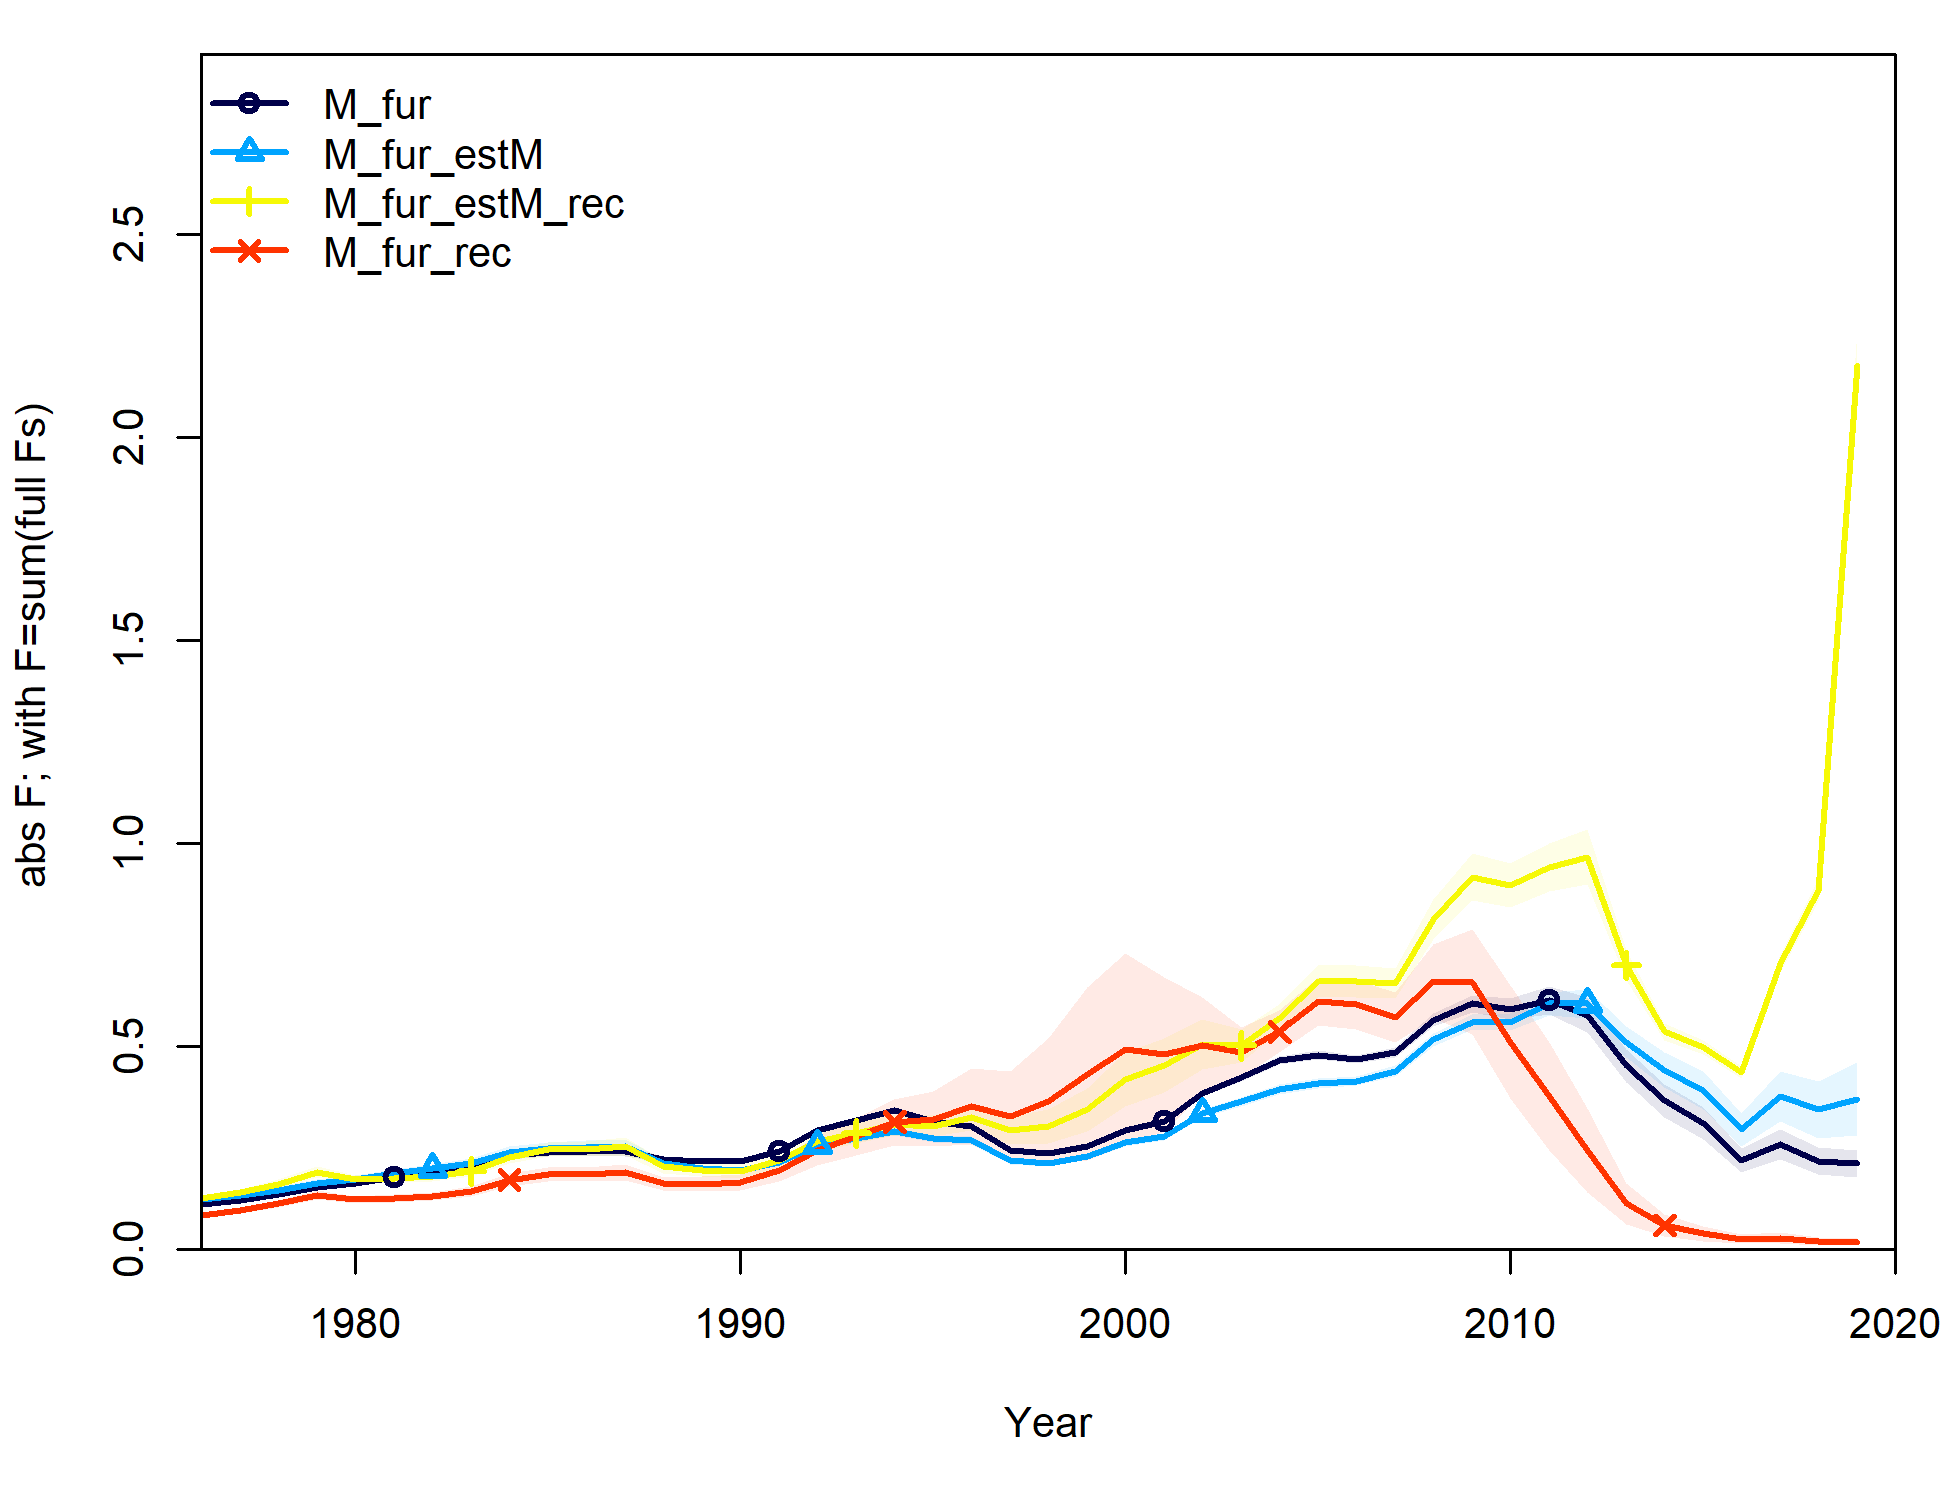 M_fur
M_fur_estM
M_fur_estM_rec
M_fur_rec
abs F; with F=sum(full Fs)
2.5
2.0
1.5
1.0
0.5
0.0
1980 1990 2000 2010 2020
Year